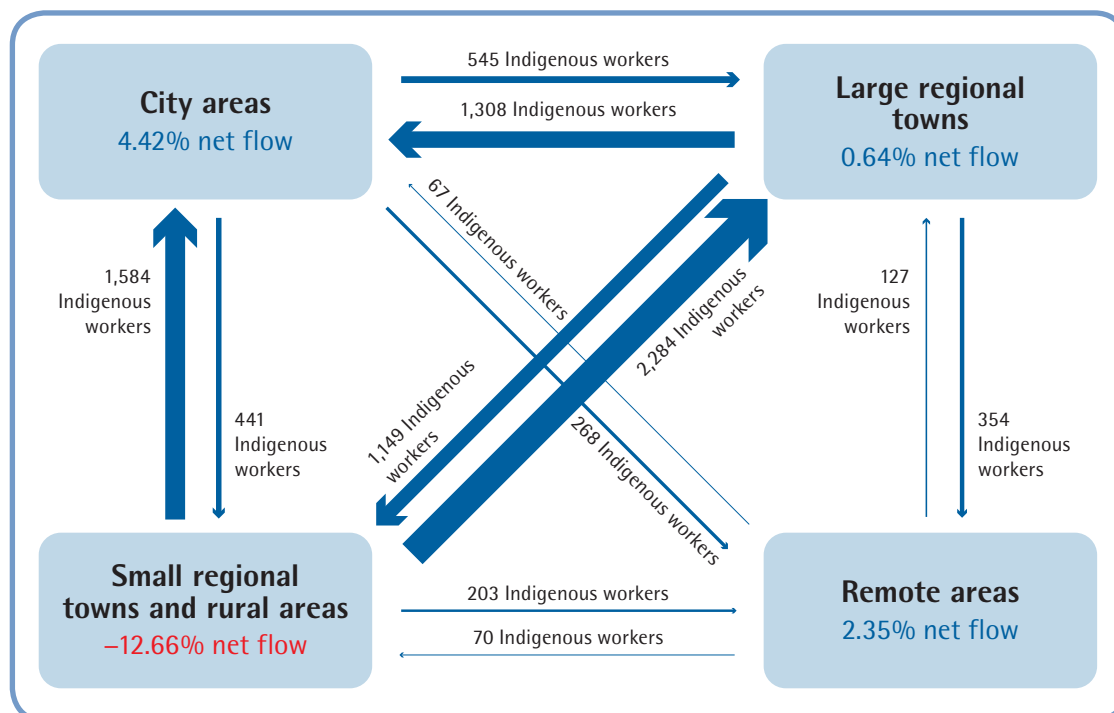 545 Indigenous workers
City areas
4.42% net flow
Large regional
towns
0.64% net flow
1,308 Indigenous workers
67 Indigenous workers
1,584
Indigenous
workers
2,284 Indigenous
workers
127
Indigenous
workers
1,149 Indigenous
workers
441
Indigenous
workers
268 Indigenous workers
354
Indigenous
workers
Small regional
towns and rural areas
–12.66% net flow
203 Indigenous workers
70 Indigenous workers
Remote areas
2.35% net flow